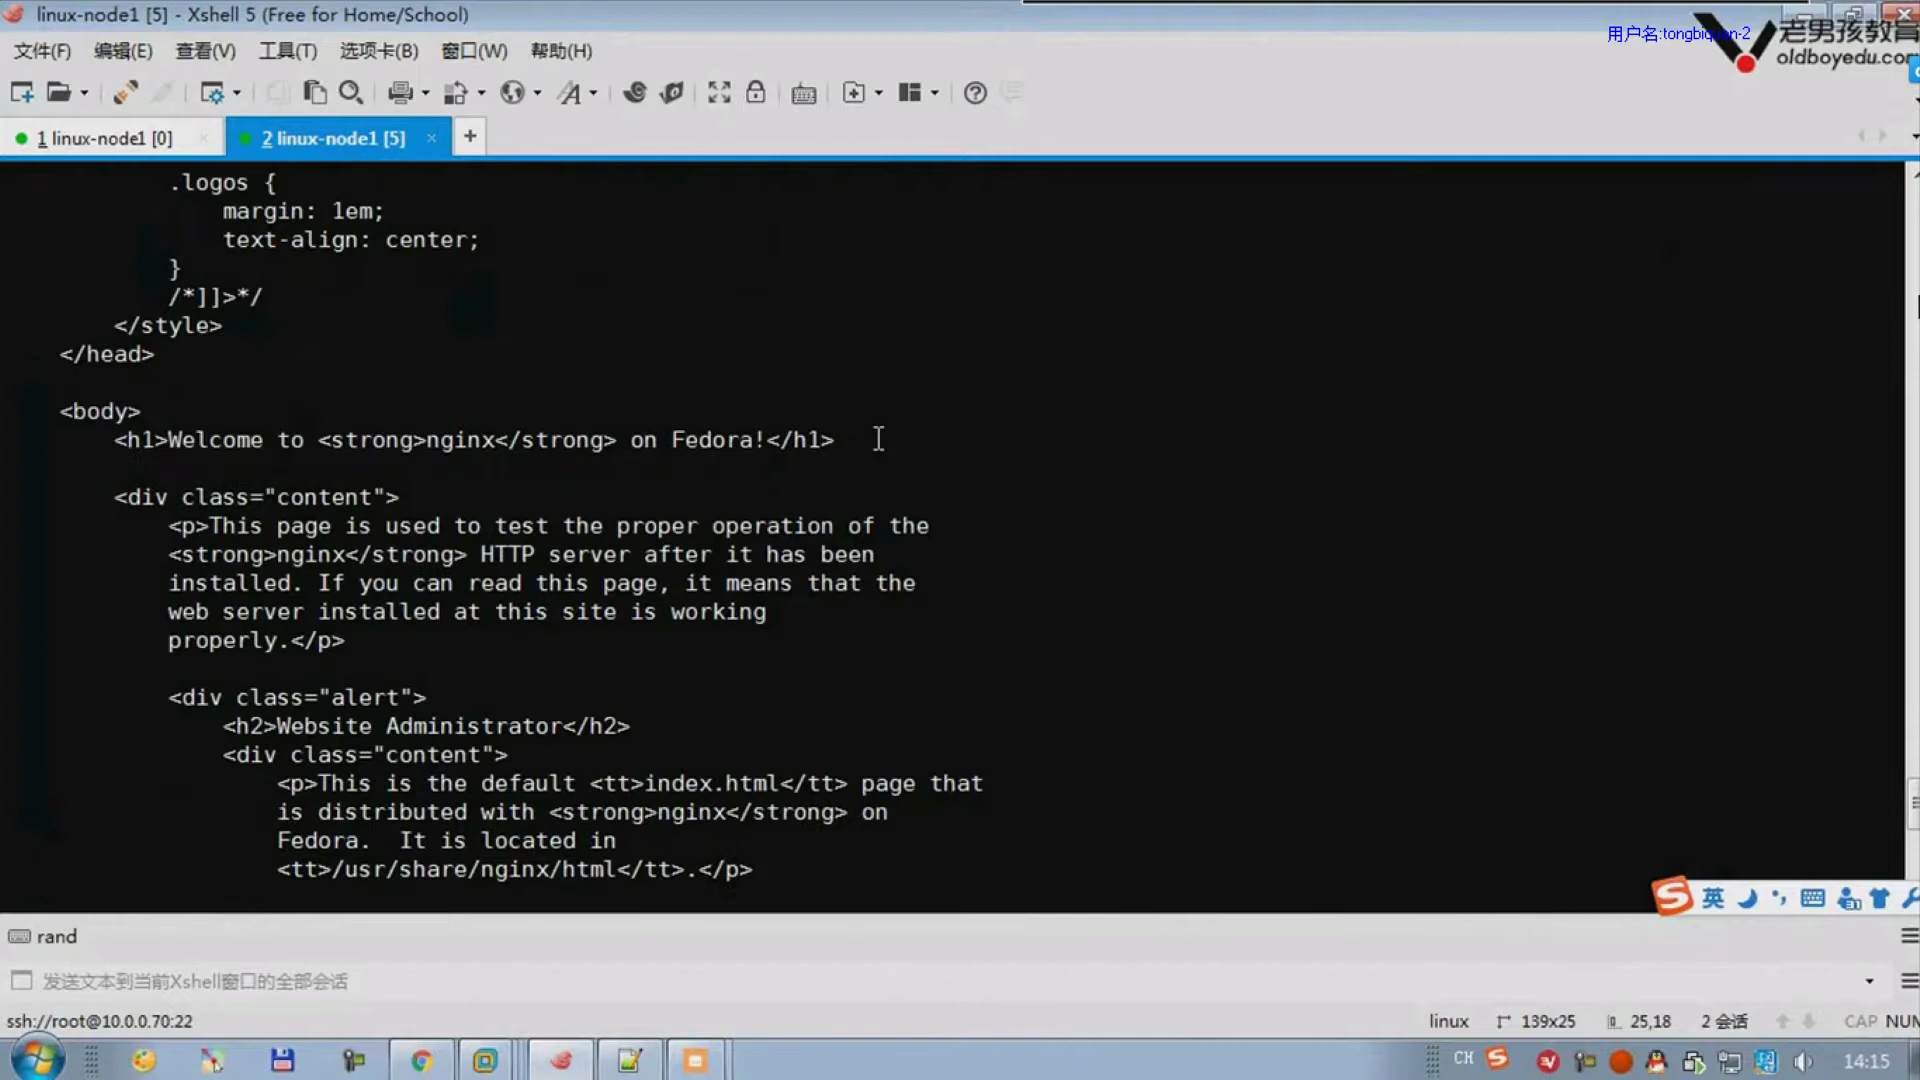 linux-node1 [5] - Xshell 5 (Free for Home/School)
用户名:tongbiquan-2
老男孩教育
oldboyedu.com
文件(F) 编辑(E) 查看(V) 工具(T) 选项卡(B) 窗口(W) 帮助(H)
1 linux-node1 [0]
2 linux-node1 [5]
.logos {
margin: 1em;
text-align: center;
}
/*]]>*/
</style>
</head>
<body>
<h1>Welcome to <strong>nginx</strong> on Fedora!</h1>
<div class="content">
<p>This page is used to test the proper operation of the
<strong>nginx</strong> HTTP server after it has been
installed. If you can read this page, it means that the
web server installed at this site is working
properly.</p>
<div class="alert">
<h2>Website Administrator</h2>
<div class="content">
<p>This is the default <tt>index.html</tt> page that
is distributed with <strong>nginx</strong> on
Fedora.  It is located in
<tt>/usr/share/nginx/html</tt>.</p>
英
rand
发送文本到当前Xshell窗口的全部会话
ssh://root@10.0.0.70:22
linux 139x25 25,18 2 会话 CAP NUM
CH
14:15